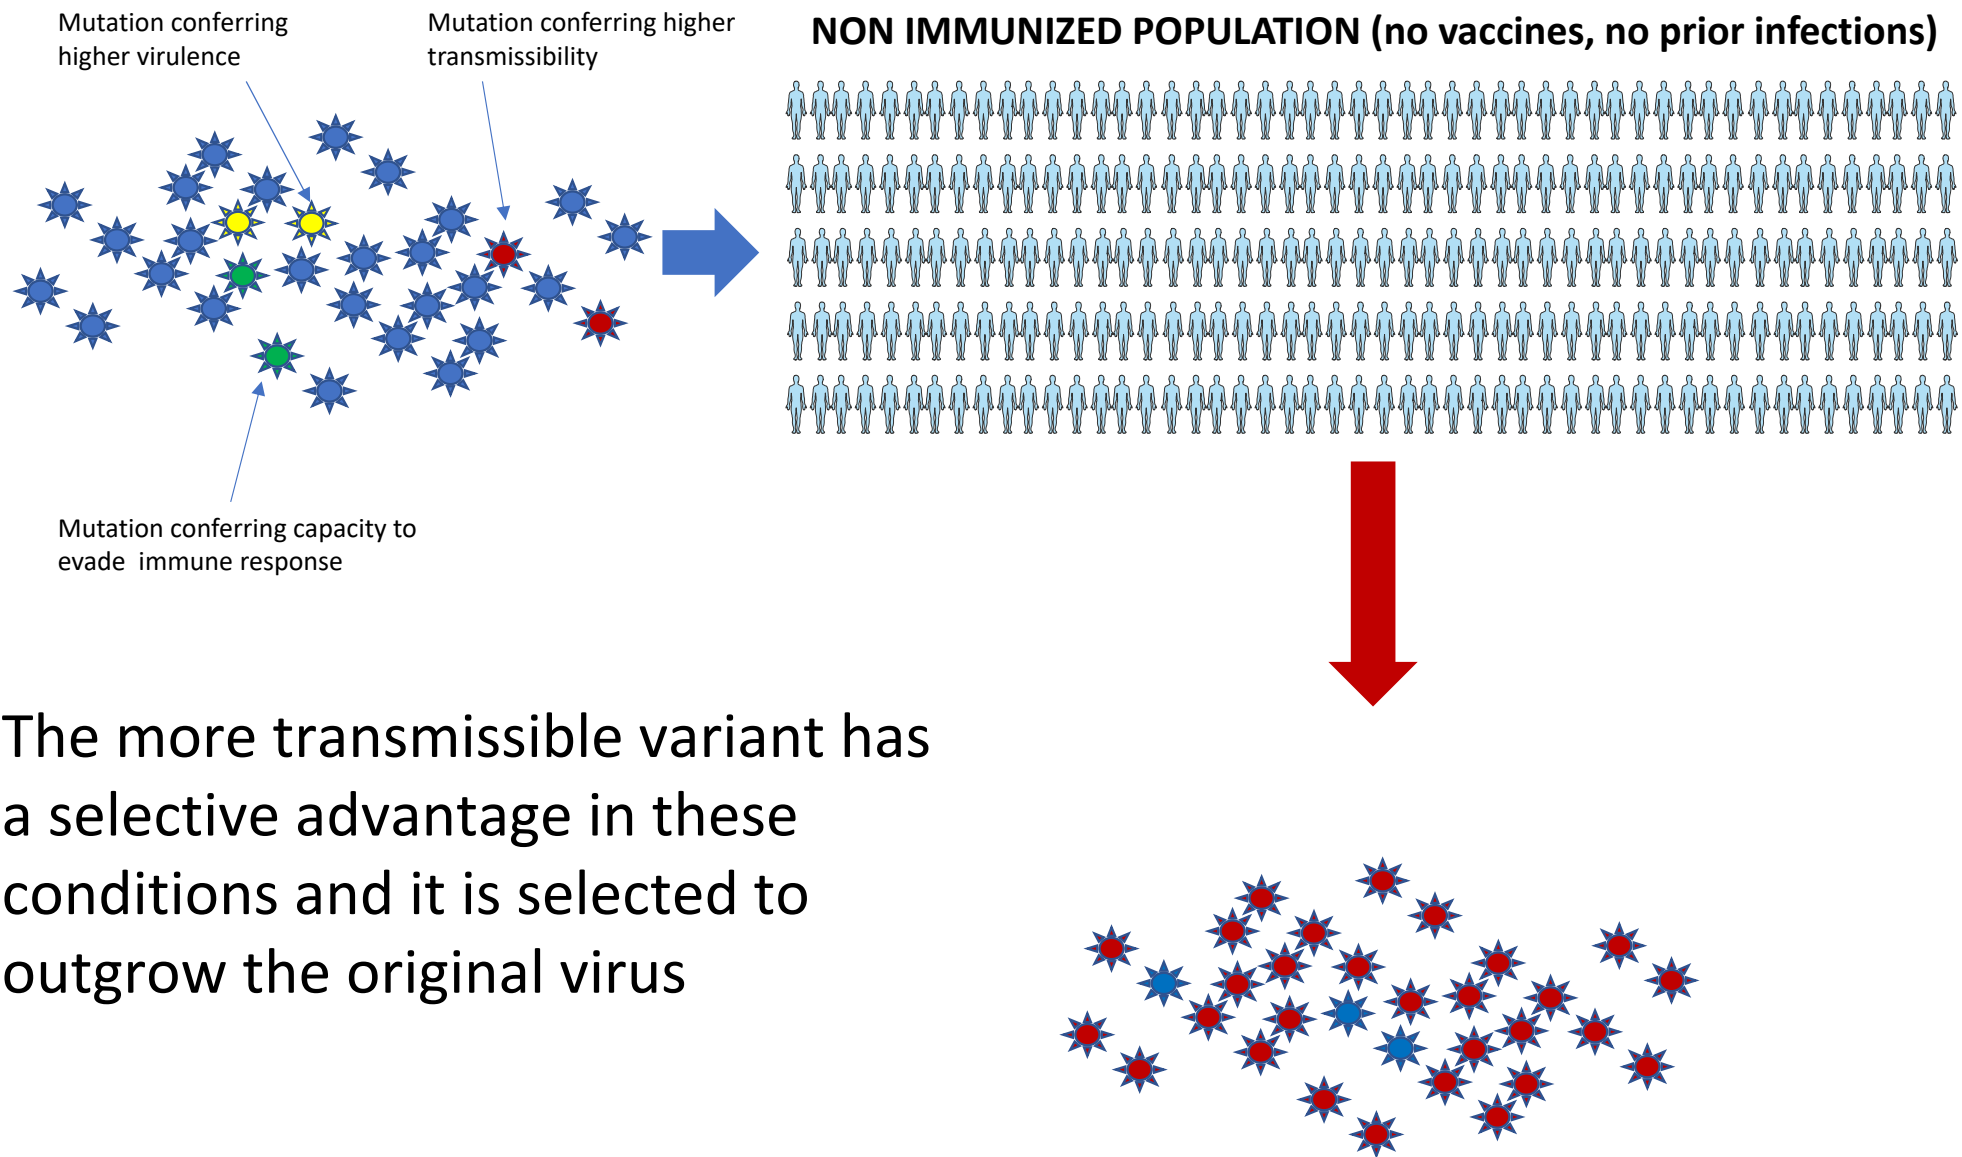 Mutation conferring
higher virulence
Mutation conferring higher
transmissibility
NON IMMUNIZED POPULATION (no vaccines, no prior infections)
Mutation conferring capacity to
evade  immune response
The more transmissible variant has
a selective advantage in these
conditions and it is selected to
outgrow the original virus